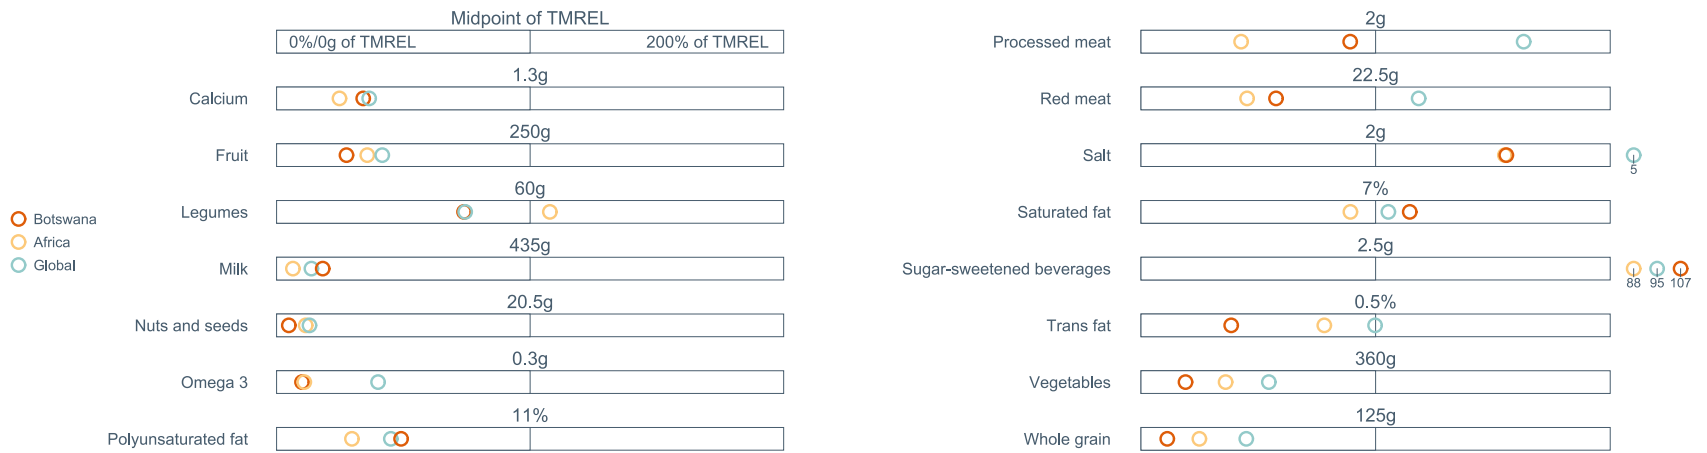 Midpoint of TMREL
0%/0g of TMREL 200% of TMREL
1.3g
Calcium
250g
Fruit
60g
Legumes
435g
Milk
20.5g
Nuts and seeds
0.3g
Omega 3
11%
Polyunsaturated fat
Botswana
Africa
Global
2g
Processed meat
22.5g
Red meat
2g
Salt
5
7%
Saturated fat
2.5g
Sugar-sweetened beverages
88 95 107
0.5%
Trans fat
360g
Vegetables
125g
Whole grain